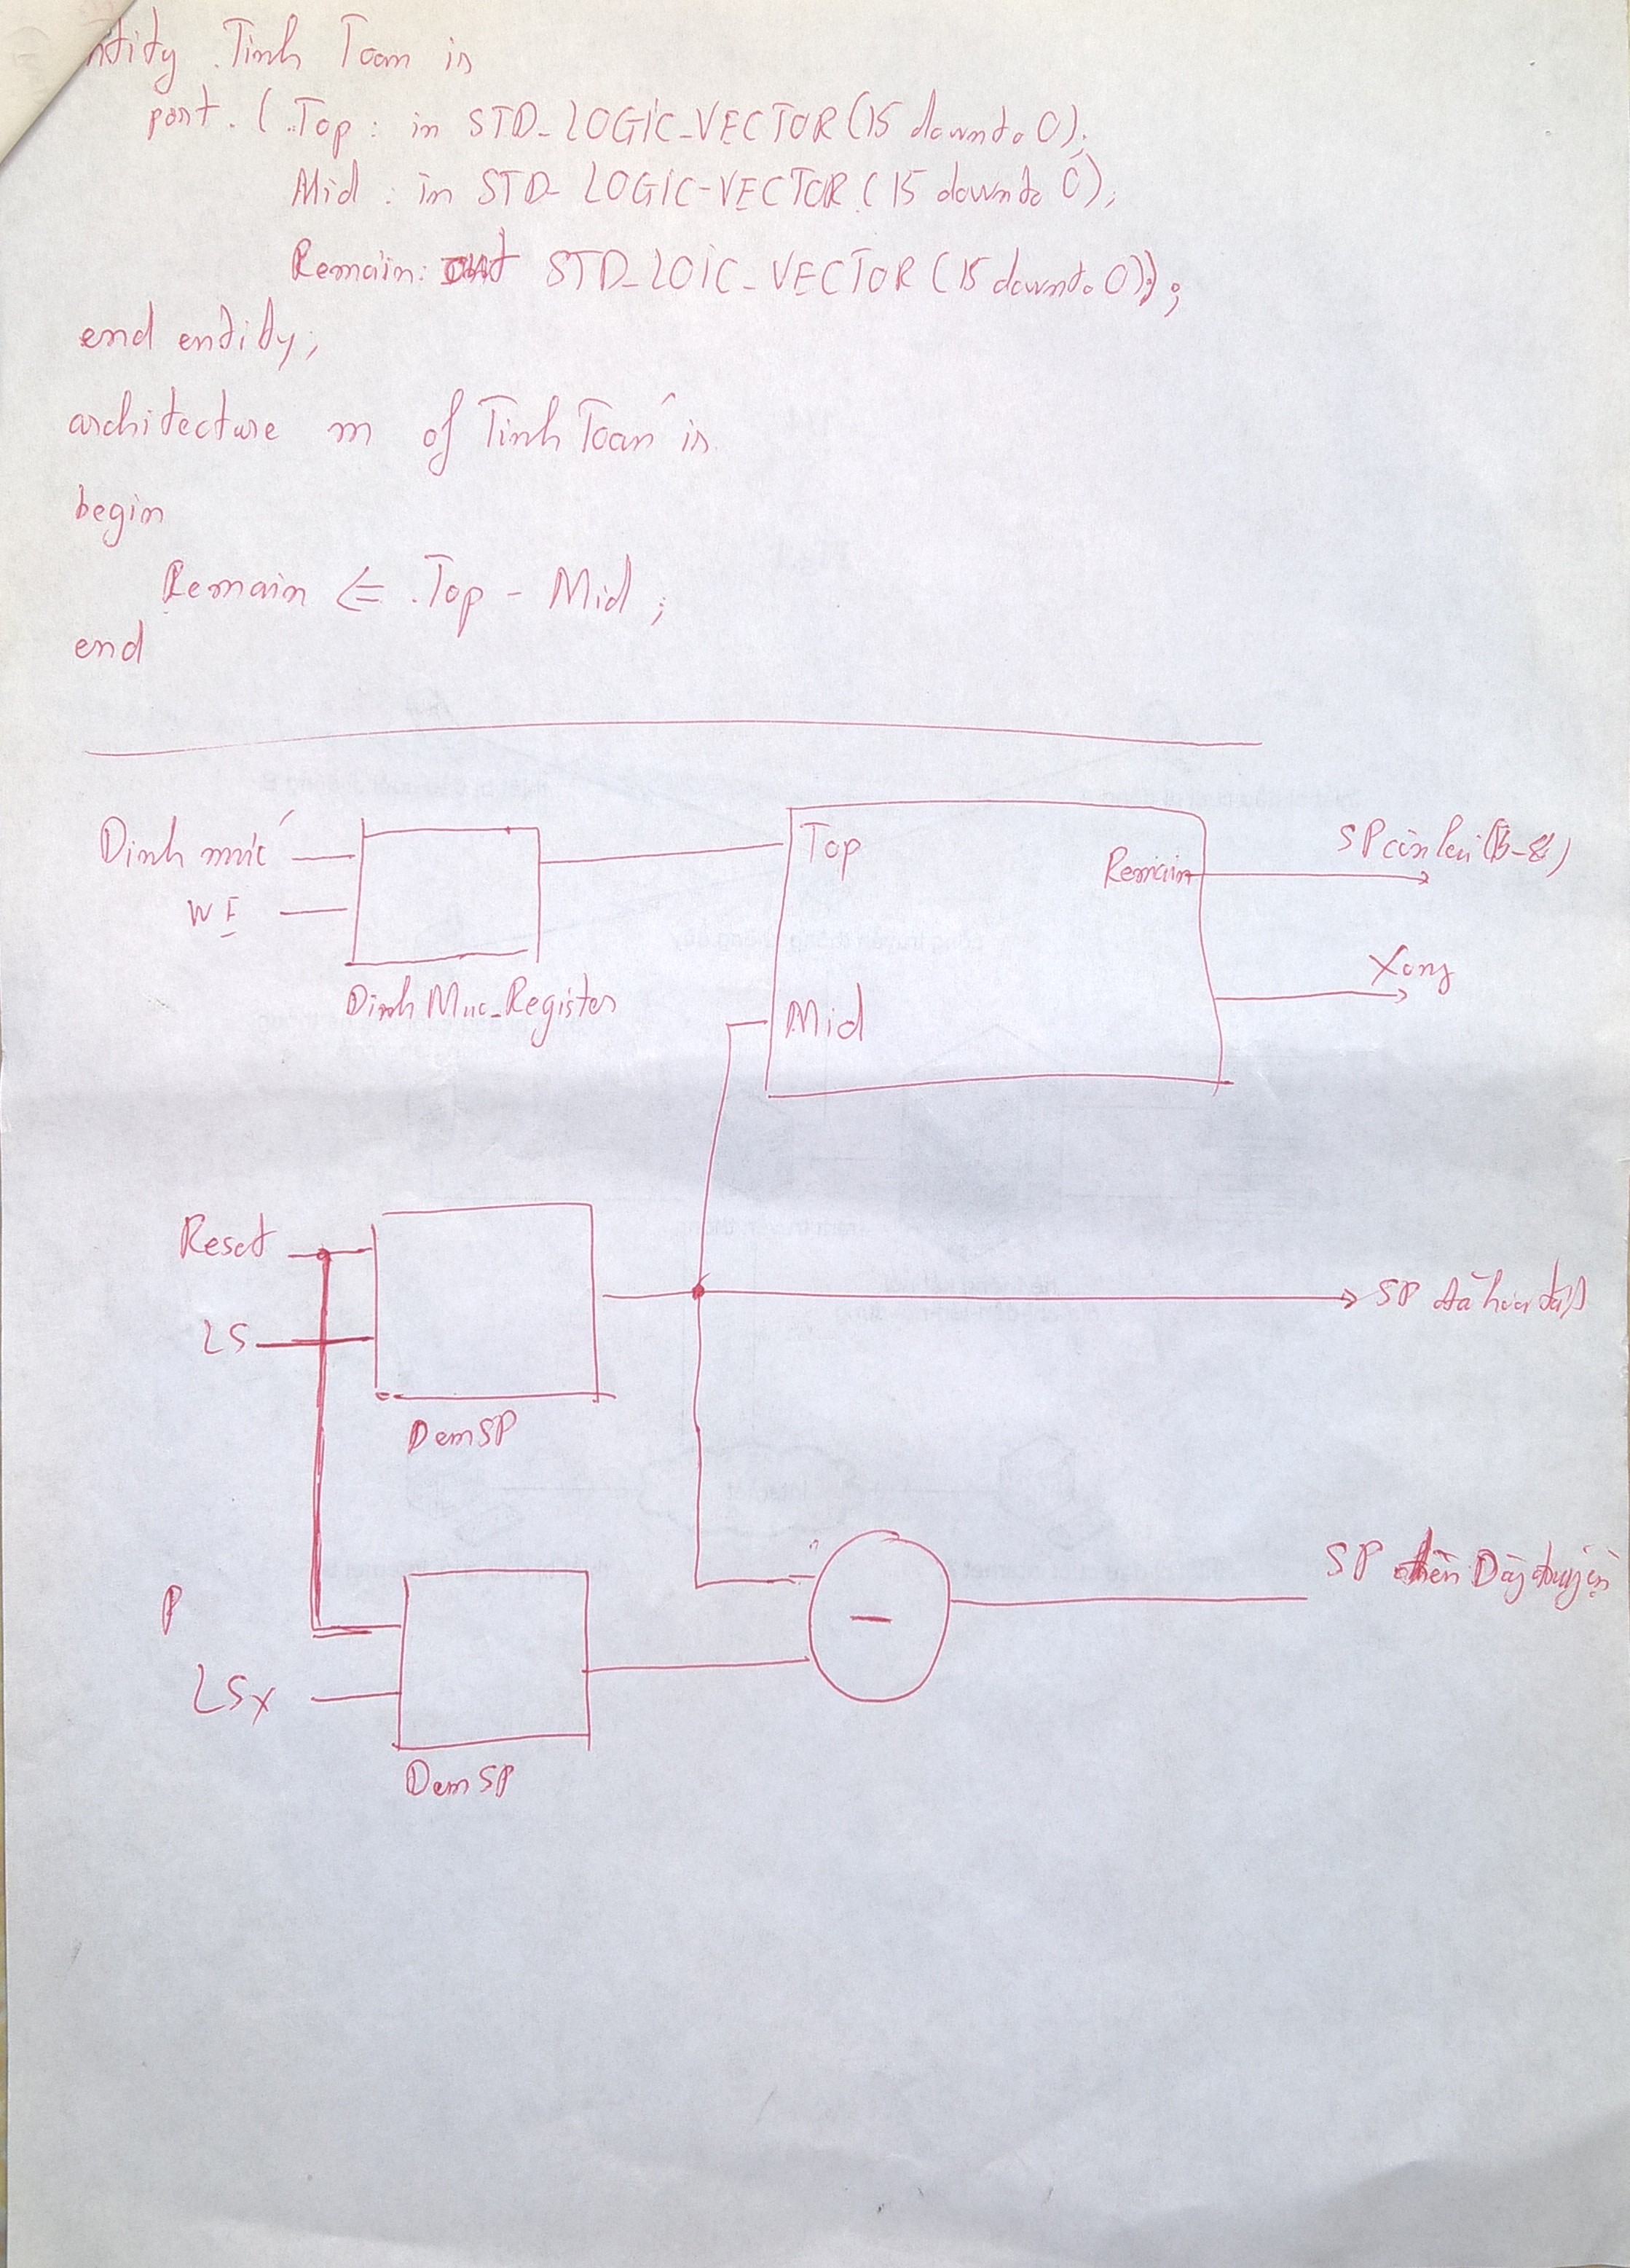 ntity Tinh Toan is
port ( Top : in STD_LOGIC_VECTOR (15 downto 0);
Mid : in STD_LOGIC_VECTOR (15 downto 0);
Remain: out STD_LOIC_VECTOR (15 downto 0));
end entity;
architecture m of Tinh Toan is
begin
Remain <= Top - Mid ;
end
Dinh mức
WE
DinhMuc_Register
Top
Mid
Remain
SP còn lại
Xong
Reset
LS
DemSP
SP đã hoàn tất
P
LSx
DemSP
-
SP trên Dây chuyền